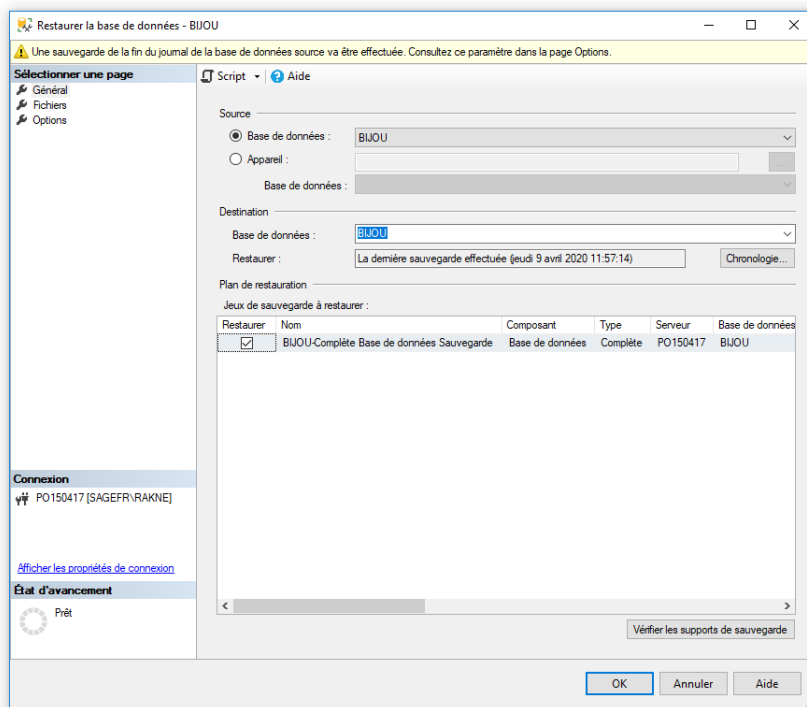 Restaurer la base de données - BIJOU
Une sauvegarde de la fin du journal de la base de données source va être effectuée. Consultez ce paramètre dans la page Options.
Sélectionner une page
Général
Fichiers
Options
Script
Aide
Source
Base de données :
BIJOU
Appareil :
...
Base de données :
Destination
Base de données :
BIJOU
Restaurer :
La dernière sauvegarde effectuée (jeudi 9 avril 2020 11:57:14)
Chronologie...
Plan de restauration
Jeux de sauvegarde à restaurer :
Restaurer Nom Composant Type Serveur Base de données
BIJOU-Complète Base de données Sauvegarde Base de données Complète PO150417 BIJOU
Connexion
PO150417 [SAGEFR\RAKNE]
Afficher les propriétés de connexion
État d'avancement
Prêt
Vérifier les supports de sauvegarde
OK
Annuler
Aide